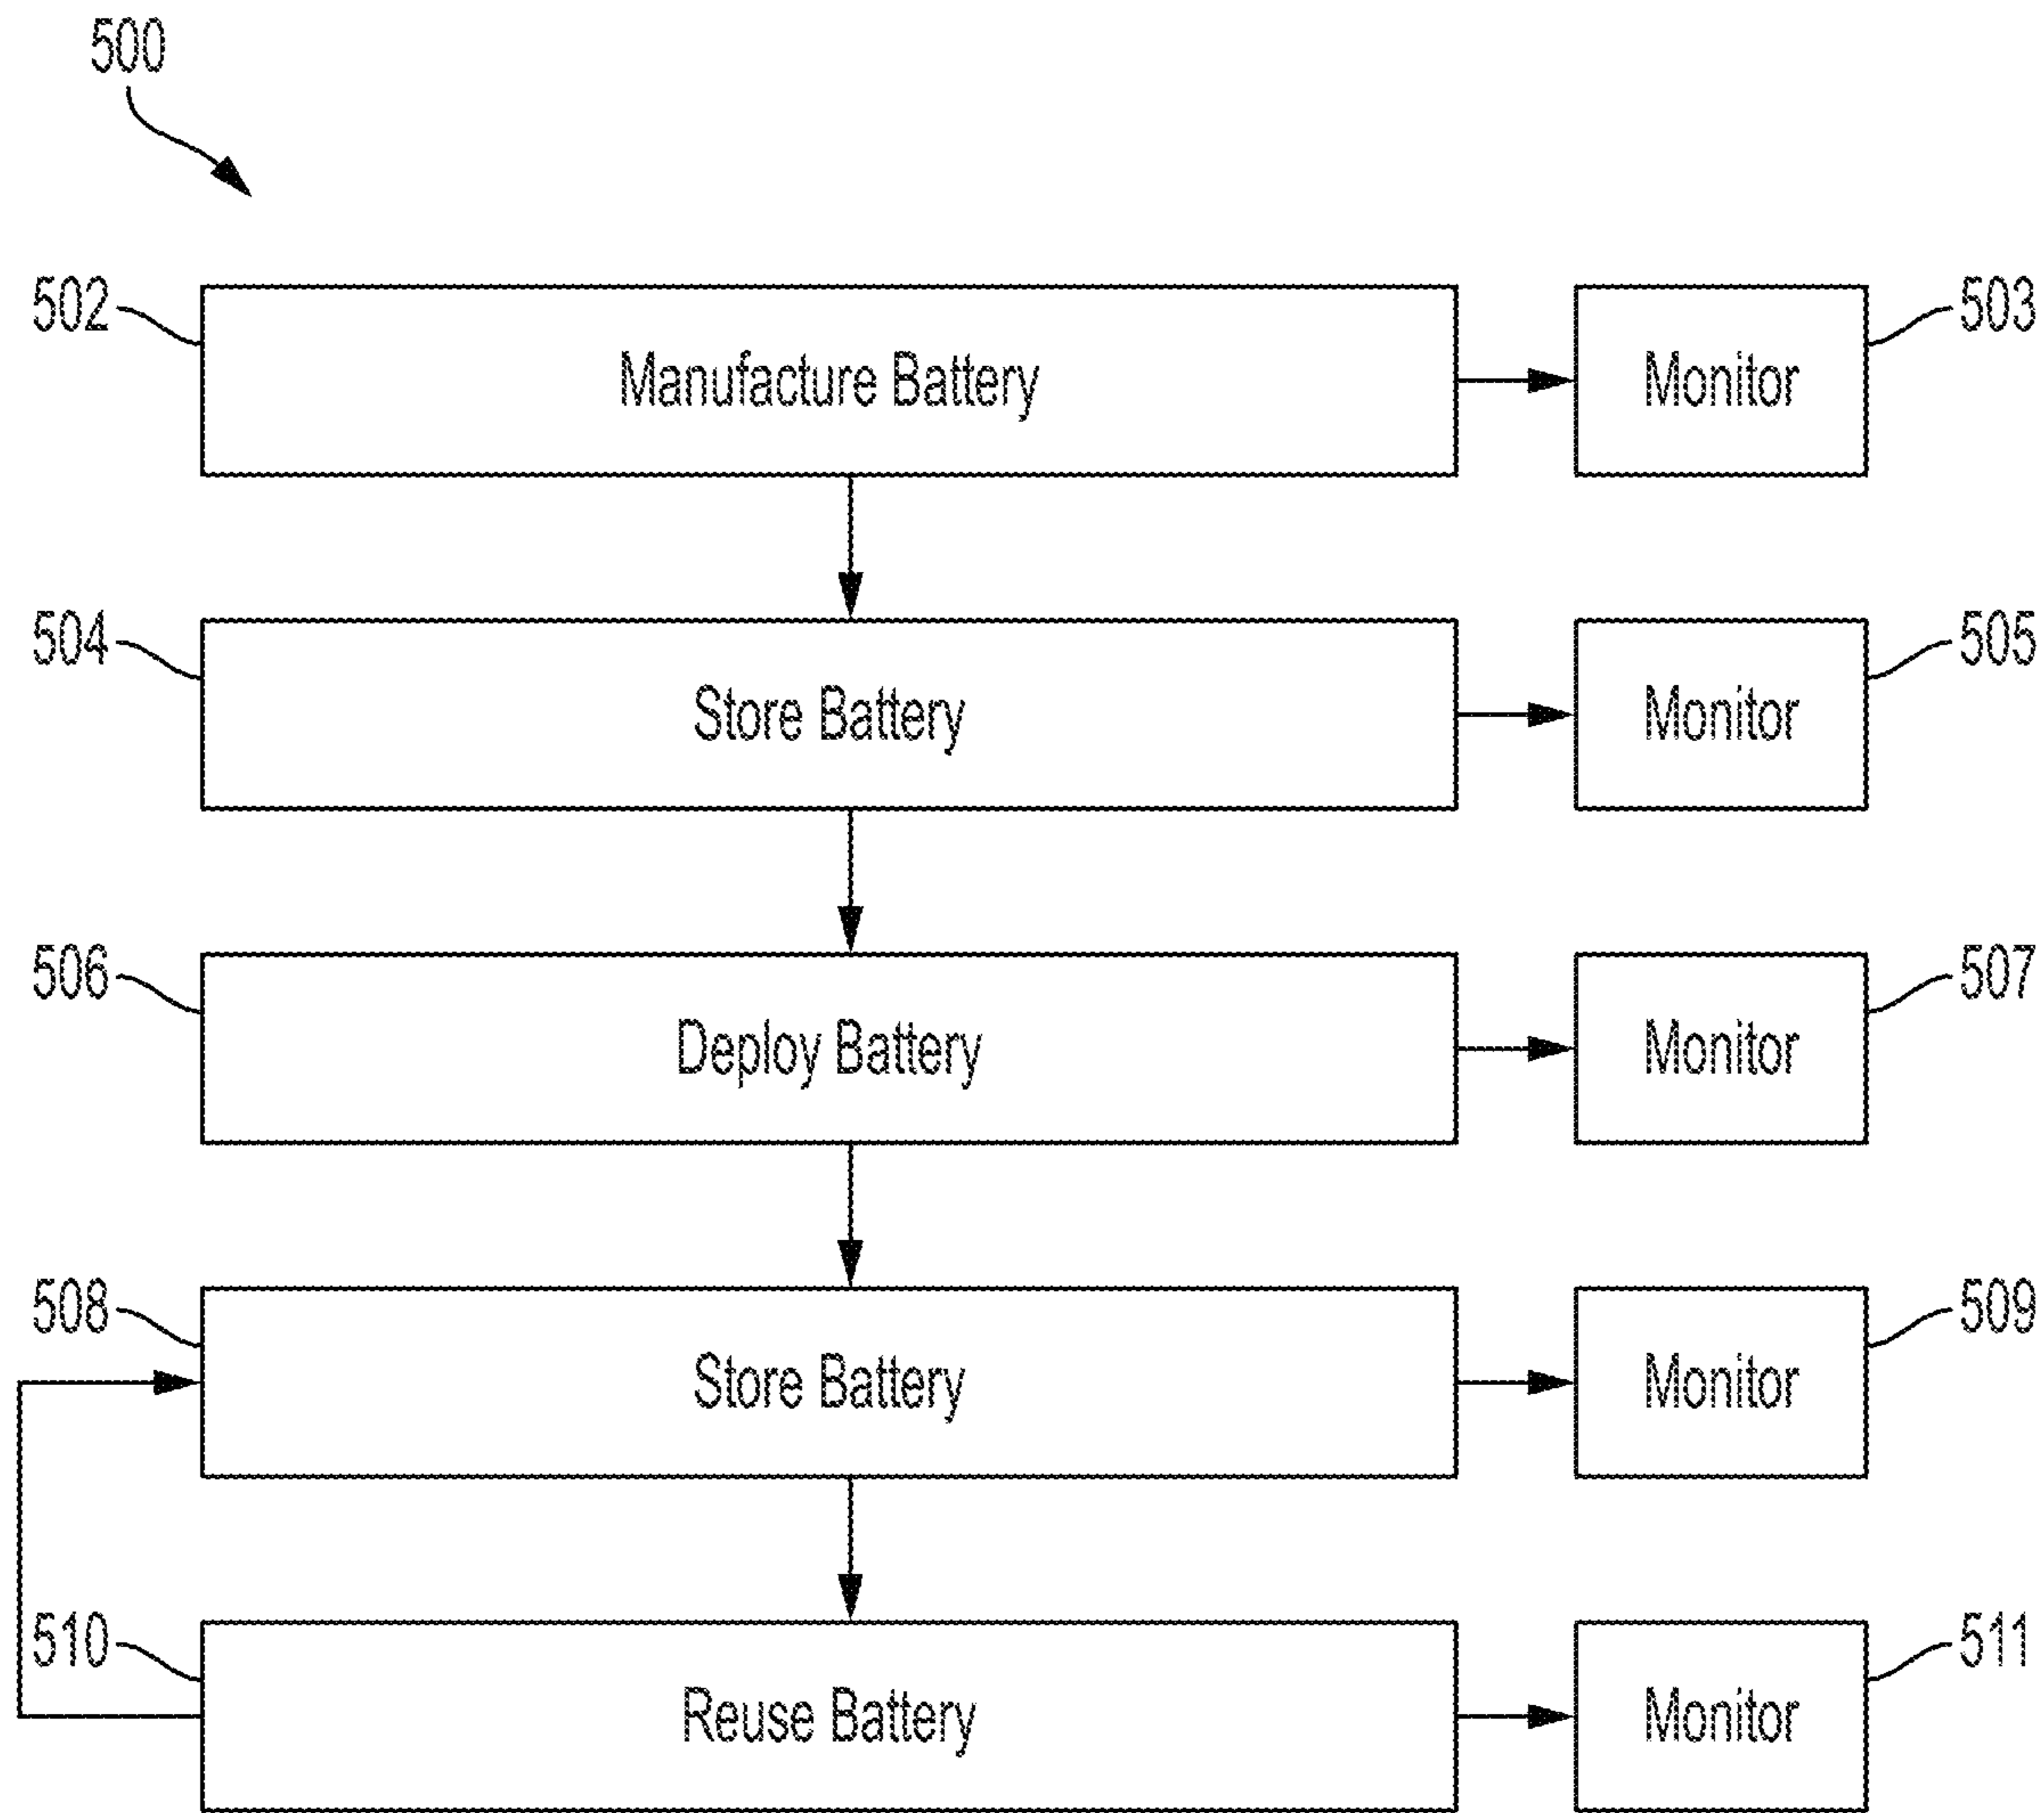 500
502
Manufacture Battery
Monitor
503
504
Store Battery
Monitor
505
506
Deploy Battery
Monitor
507
508
Store Battery
Monitor
509
510
Reuse Battery
Monitor
511